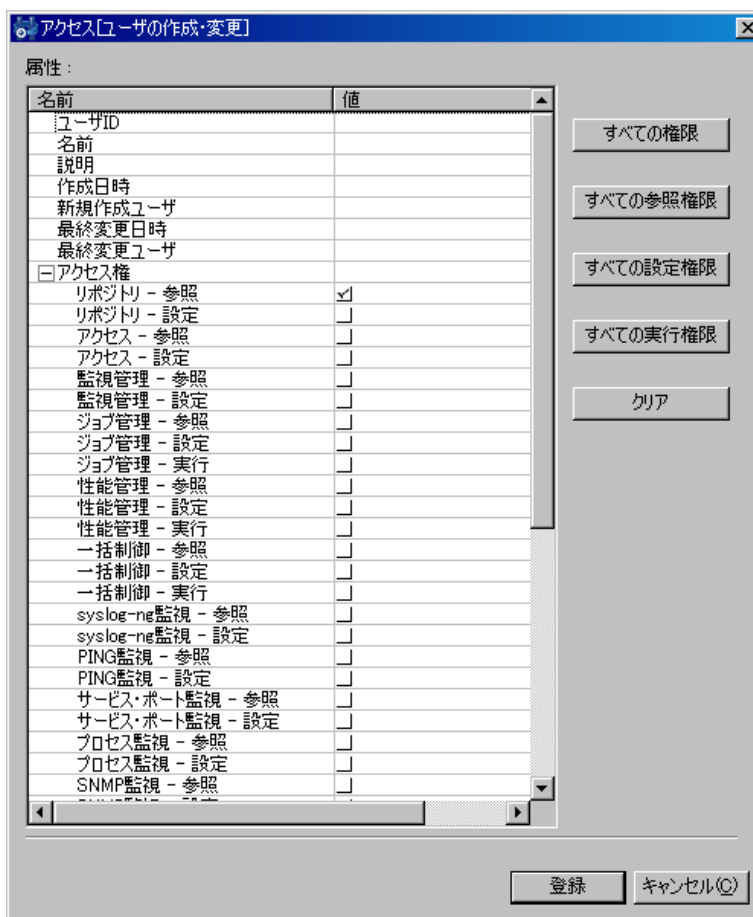 アクセス[ユーザの作成・変更]
属性：
名前 値
ユーザID
名前
説明
作成日時
新規作成ユーザ
最終変更日時
最終変更ユーザ
アクセス権
リポジトリ - 参照
リポジトリ - 設定
アクセス - 参照
アクセス - 設定
監視管理 - 参照
監視管理 - 設定
ジョブ管理 - 参照
ジョブ管理 - 設定
ジョブ管理 - 実行
性能管理 - 参照
性能管理 - 設定
性能管理 - 実行
一括制御 - 参照
一括制御 - 設定
一括制御 - 実行
syslog-ng監視 - 参照
syslog-ng監視 - 設定
PING監視 - 参照
PING監視 - 設定
サービス・ポート監視 - 参照
サービス・ポート監視 - 設定
プロセス監視 - 参照
プロセス監視 - 設定
SNMP監視 - 参照
すべての権限
すべての参照権限
すべての設定権限
すべての実行権限
クリア
登録
キャンセル(C)